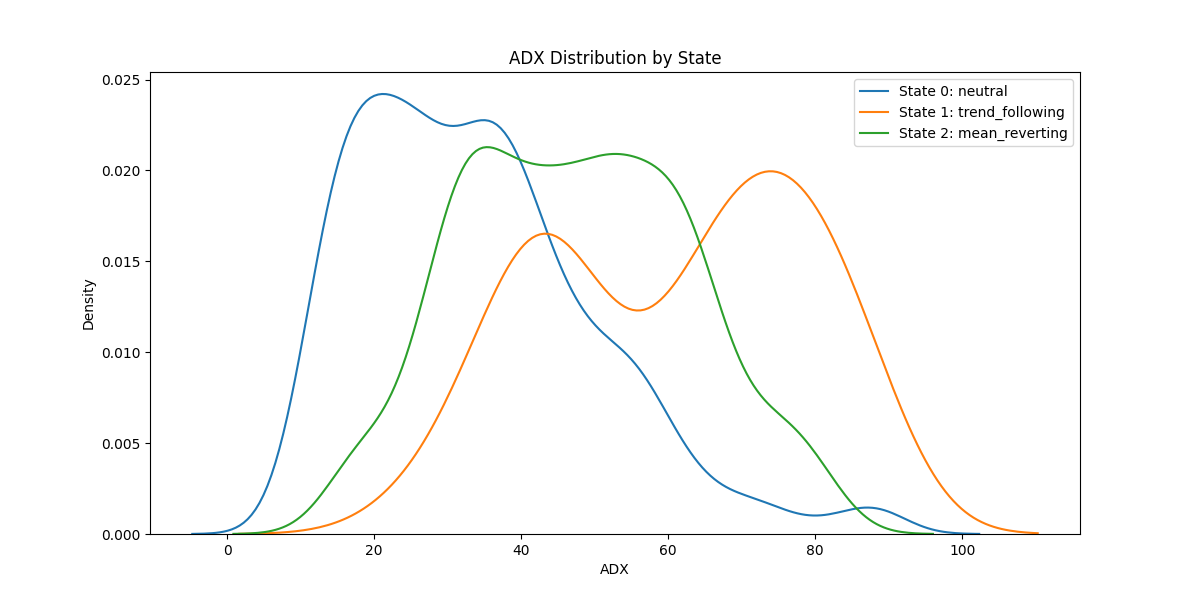 ADX Distribution by State
State 0: neutral
State 1: trend_following
State 2: mean_reverting
Density
0.025
0.020
0.015
0.010
0.005
0.000
0 20 40 60 80 100
ADX